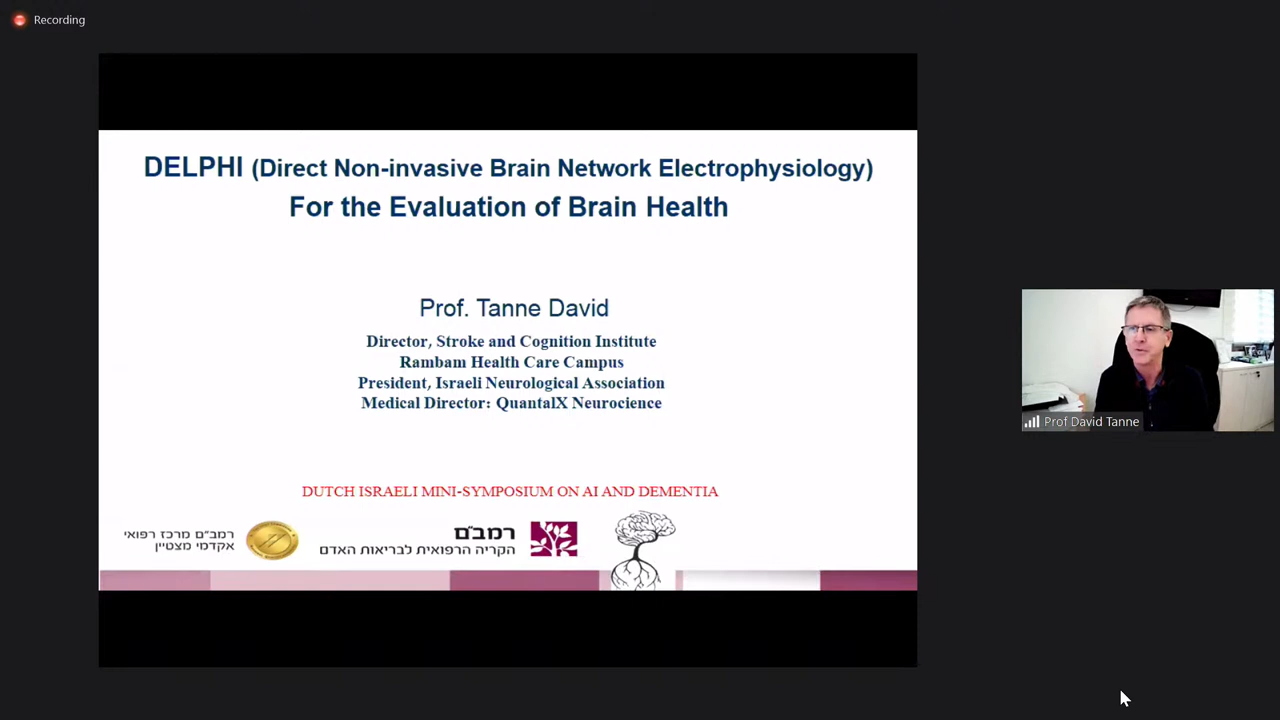 Recording
DELPHI (Direct Non-invasive Brain Network Electrophysiology)
For the Evaluation of Brain Health
Prof. Tanne David
Director, Stroke and Cognition Institute
Rambam Health Care Campus
President, Israeli Neurological Association
Medical Director: QuantalX Neurocience
Prof David Tanne
DUTCH ISRAELI MINI-SYMPOSIUM ON AI AND DEMENTIA
רמב"ם מרכז רפואי
אקדמי מצטיין
רמב"ם
הקריה הרפואית לבריאות האדם